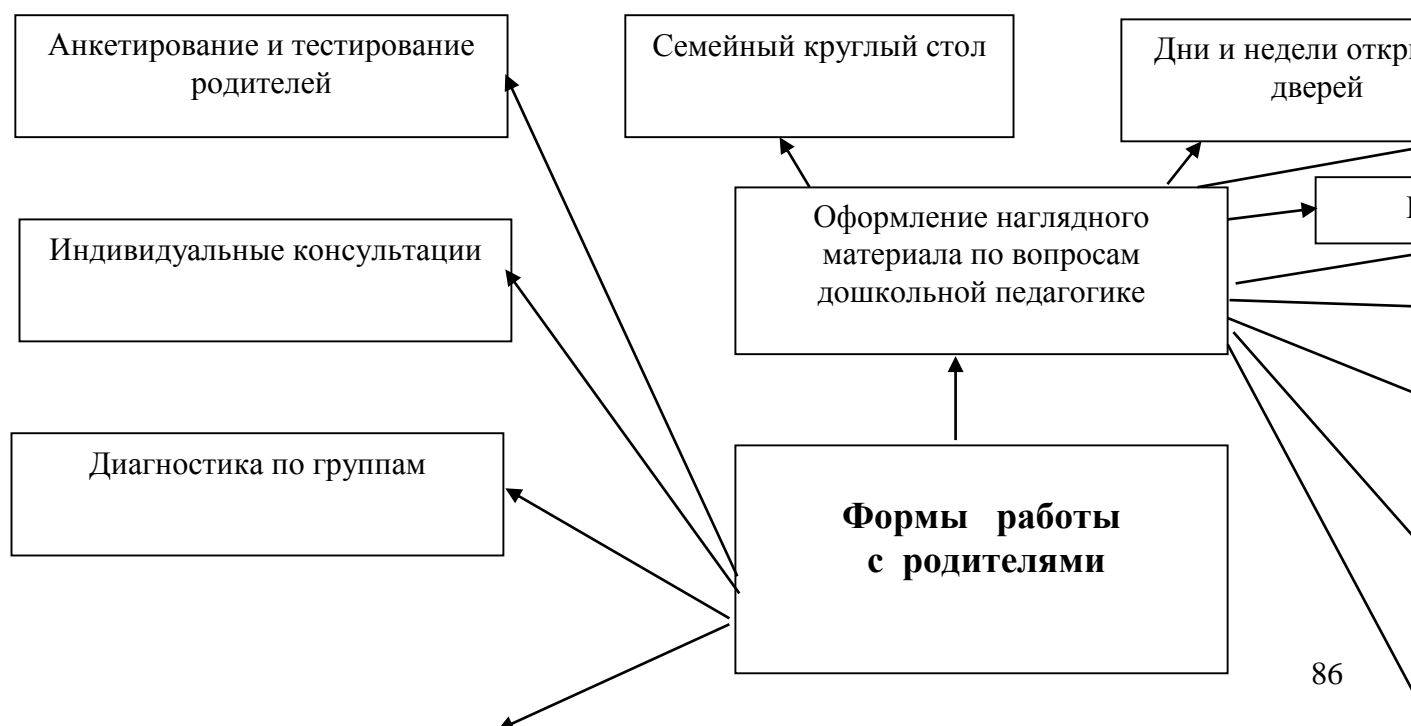 Анкетирование и тестирование
родителей
Семейный круглый стол
Дни и недели
дверей
Индивидуальные консультации
Оформление наглядного
материала по вопросам
дошкольной педагогике
Диагностика по группам
Формы работы
с родителями
86